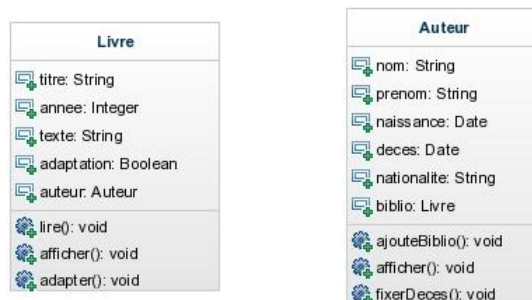 Livre
titre: String
annee: Integer
texte: String
adaptation: Boolean
auteur: Auteur
lire(): void
afficher(): void
adapter(): void
Auteur
nom: String
prenom: String
naissance: Date
deces: Date
nationalite: String
biblio: Livre
ajouteBiblio(): void
afficher(): void
fixerDeces(): void